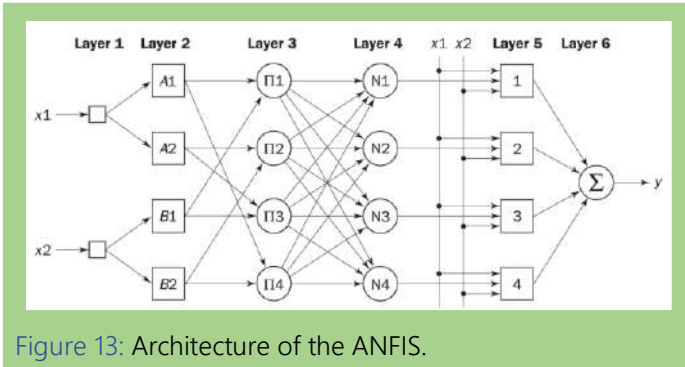 Layer 1 Layer 2 Layer 3 Layer 4 x1 x2 Layer 5 Layer 6
A1 Π1 N1 1
x1
A2 Π2 N2 2
Σ y
B1 Π3 N3 3
x2
B2 Π4 N4 4
Figure 13: Architecture of the ANFIS.